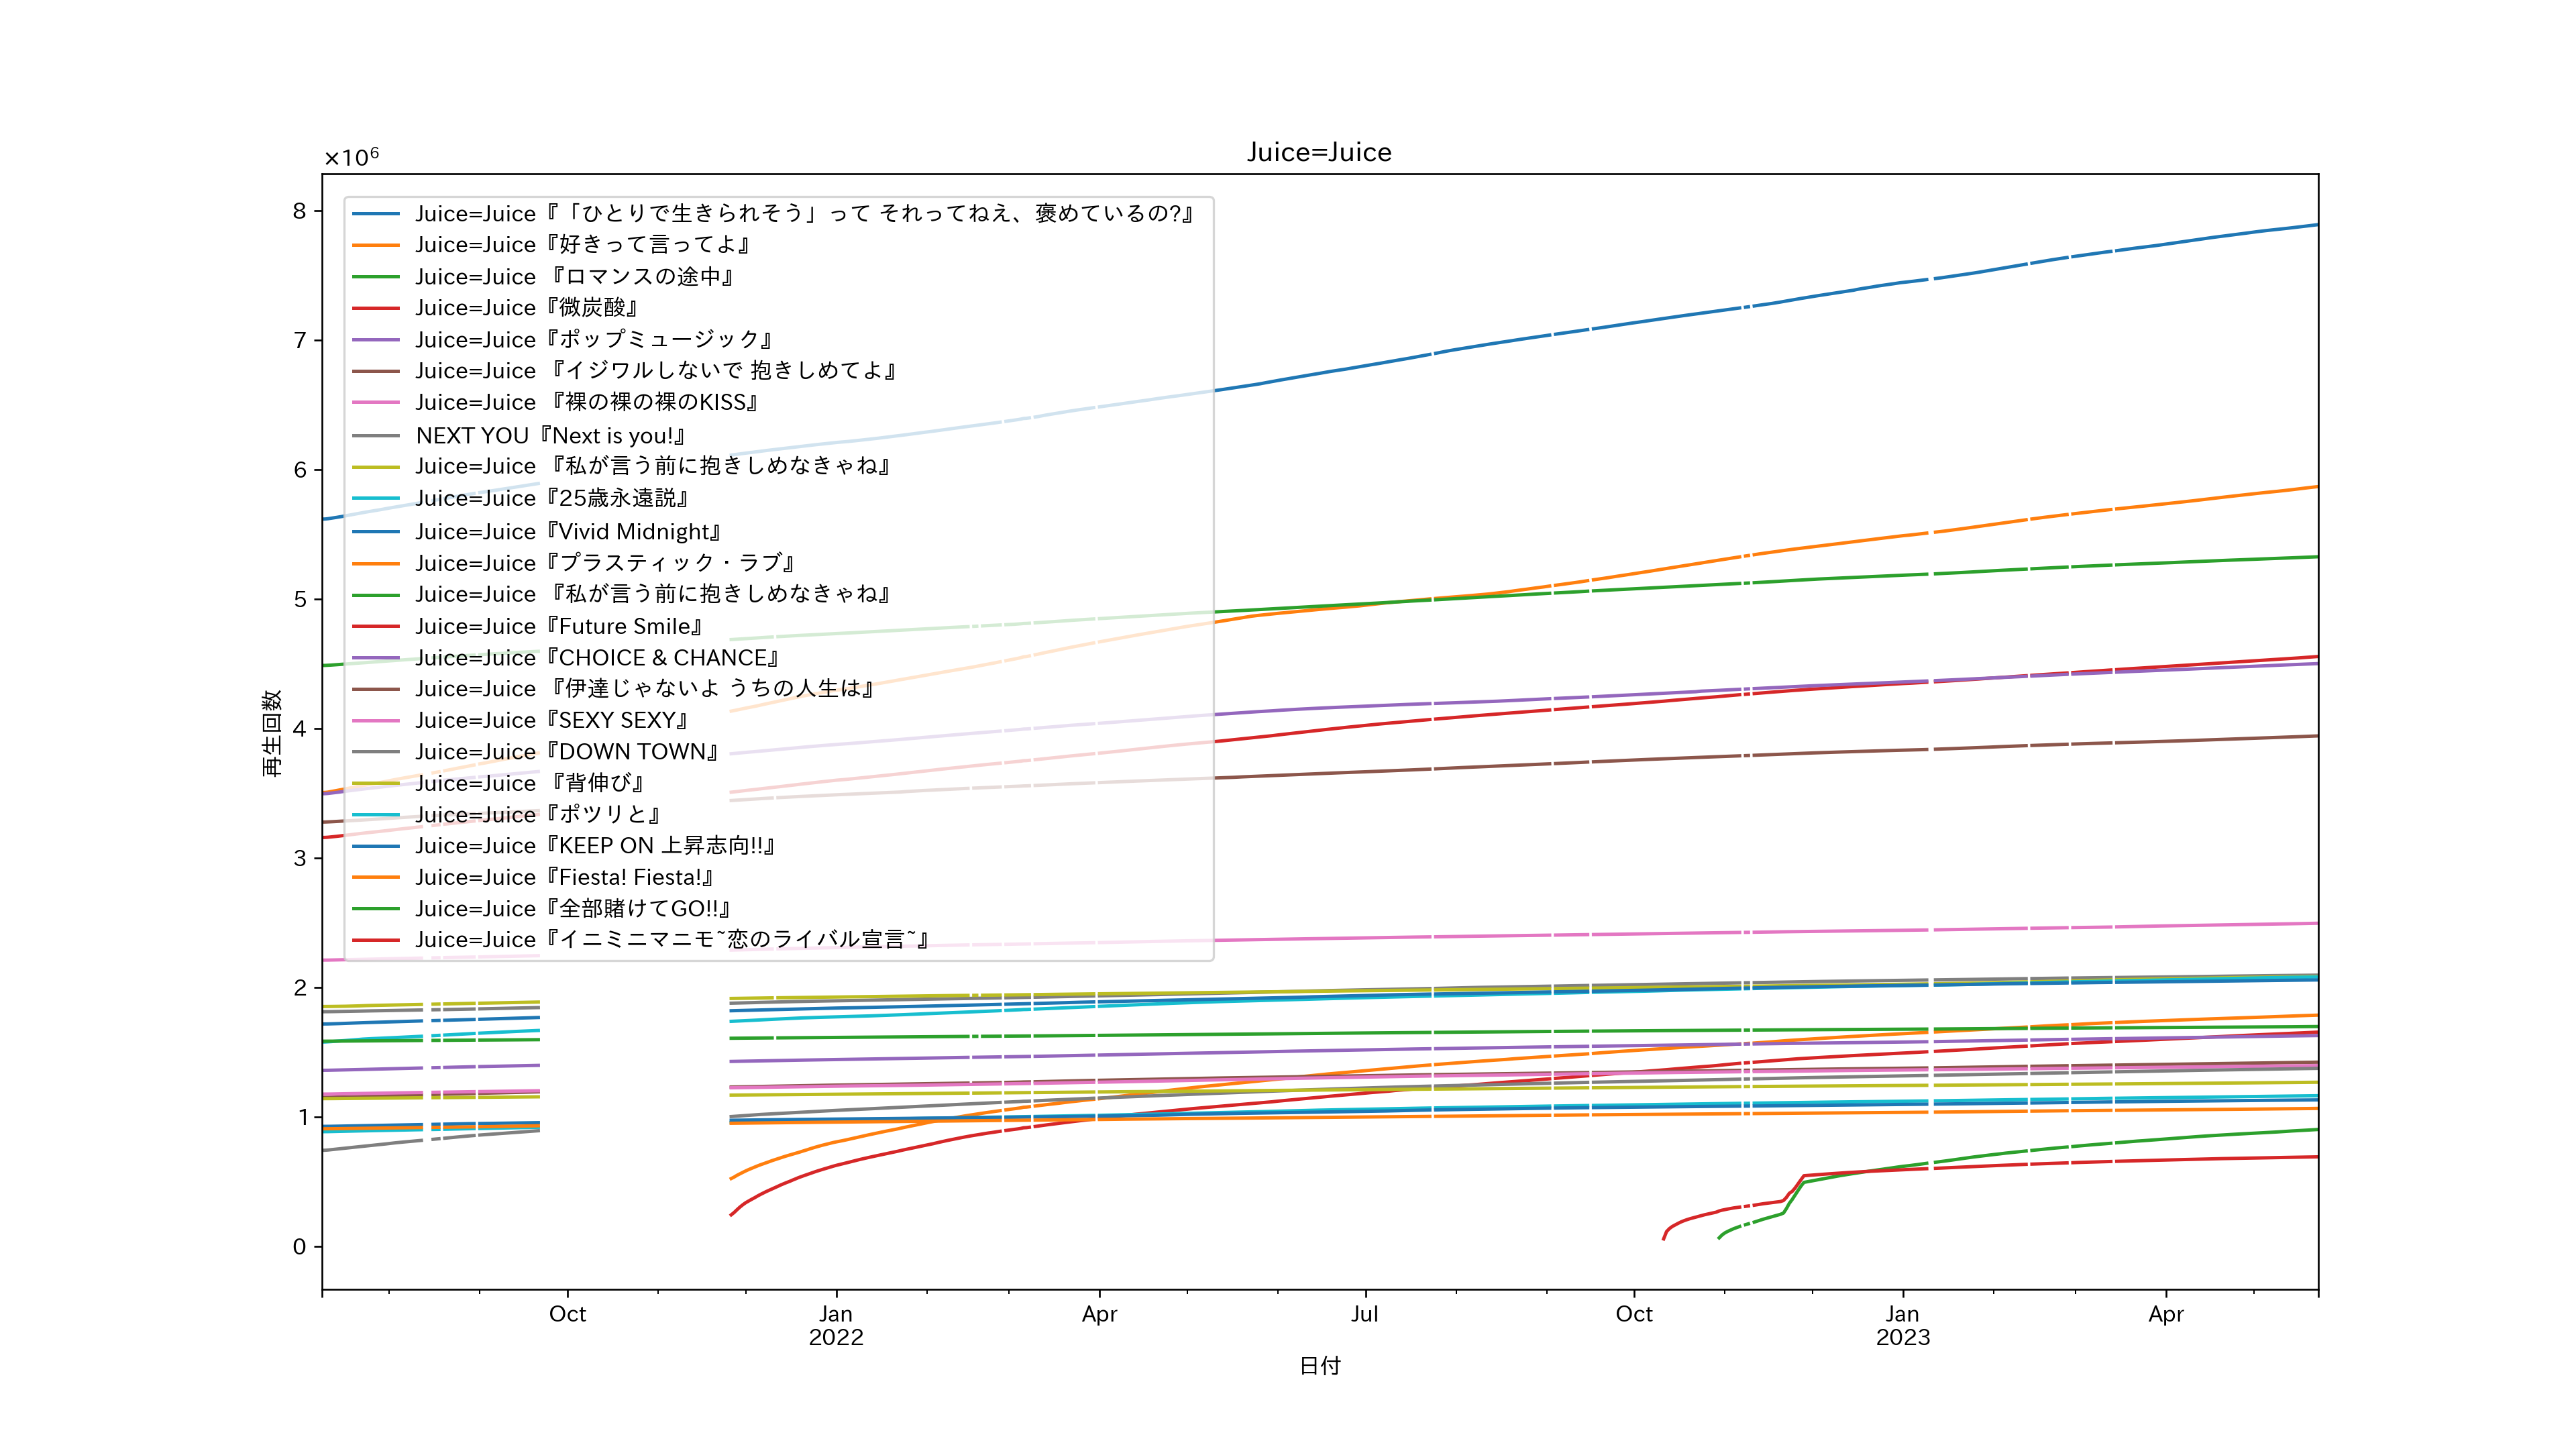 Juice=Juice
×10⁶
8
7
6
5
4
3
2
1
0
再生回数
Juice=Juice『「ひとりで生きられそう」って それってねえ、褒めているの?』
Juice=Juice『好きって言ってよ』
Juice=Juice 『ロマンスの途中』
Juice=Juice『微炭酸』
Juice=Juice『ポップミュージック』
Juice=Juice 『イジワルしないで 抱きしめてよ』
Juice=Juice 『裸の裸の裸のKISS』
NEXT YOU『Next is you!』
Juice=Juice 『私が言う前に抱きしめなきゃね』
Juice=Juice『25歳永遠説』
Juice=Juice『Vivid Midnight』
Juice=Juice『プラスティック・ラブ』
Juice=Juice 『私が言う前に抱きしめなきゃね』
Juice=Juice『Future Smile』
Juice=Juice『CHOICE & CHANCE』
Juice=Juice 『伊達じゃないよ うちの人生は』
Juice=Juice『SEXY SEXY』
Juice=Juice『DOWN TOWN』
Juice=Juice 『背伸び』
Juice=Juice『ポツリと』
Juice=Juice『KEEP ON 上昇志向!!』
Juice=Juice『Fiesta! Fiesta!』
Juice=Juice『全部賭けてGO!!』
Juice=Juice『イニミニマニモ~恋のライバル宣言~』
Oct Jan Apr Jul Oct Jan Apr
2022 2023
日付